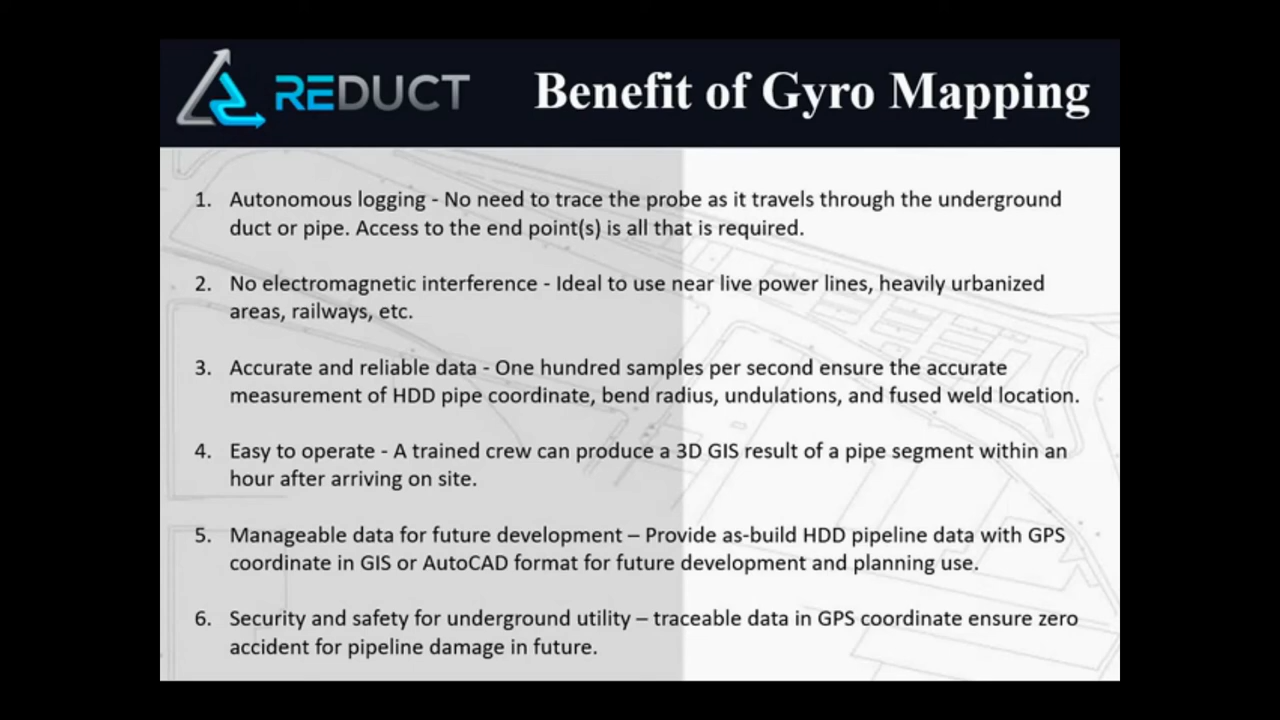 REDUCT
Benefit of Gyro Mapping
1. Autonomous logging - No need to trace the probe as it travels through the underground
duct or pipe. Access to the end point(s) is all that is required.
2. No electromagnetic interference - Ideal to use near live power lines, heavily urbanized
areas, railways, etc.
3. Accurate and reliable data - One hundred samples per second ensure the accurate
measurement of HDD pipe coordinate, bend radius, undulations, and fused weld location.
4. Easy to operate - A trained crew can produce a 3D GIS result of a pipe segment within an
hour after arriving on site.
5. Manageable data for future development – Provide as-build HDD pipeline data with GPS
coordinate in GIS or AutoCAD format for future development and planning use.
6. Security and safety for underground utility – traceable data in GPS coordinate ensure zero
accident for pipeline damage in future.